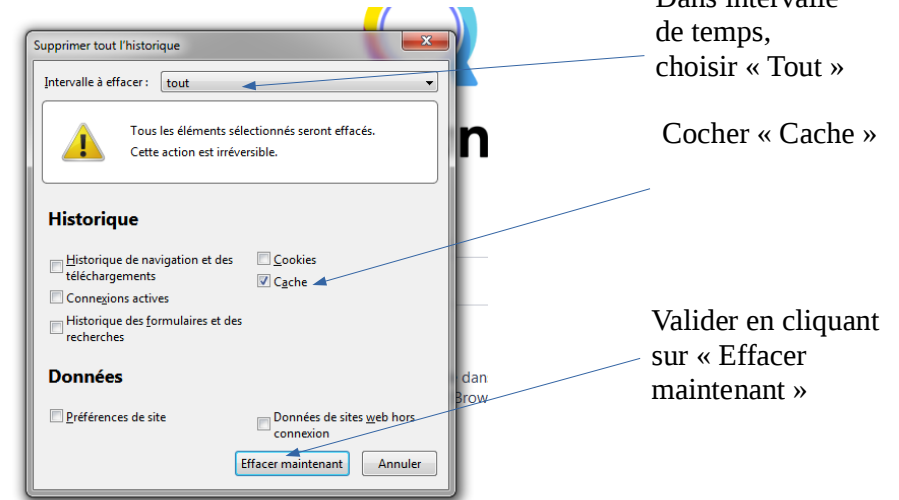 Supprimer tout l'historique
Intervalle à effacer : tout
Tous les éléments sélectionnés seront effacés.
Cette action est irréversible.
Historique
Historique de navigation et des téléchargements
Cookies
Cache
Connexions actives
Historique des formulaires et des recherches
Données
Préférences de site
Données de sites web hors connexion
Effacer maintenant
Annuler
n
dan
Brow
Dans intervalle
de temps,
choisir « Tout »
Cocher « Cache »
Valider en cliquant
sur « Effacer
maintenant »